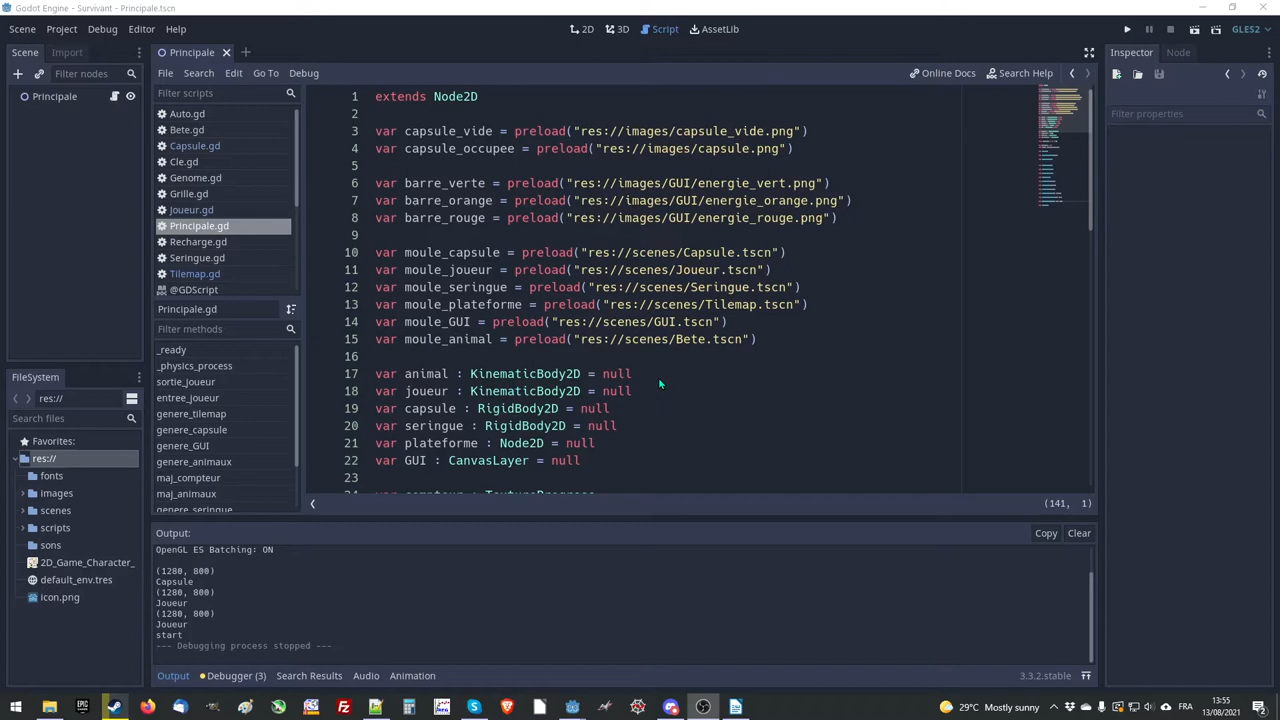 Godot Engine - Survivant - Principale.tscn
Scene Project Debug Editor Help
2D 3D Script AssetLib
GLES2
Scene Import
Filter nodes
Principale
FileSystem
res://
Search files
Favorites:
res://
fonts
images
scenes
scripts
sons
2D_Game_Character_
default_env.tres
icon.png
Principale
File Search Edit Go To Debug
Online Docs Search Help
Filter scripts
Auto.gd
Bete.gd
Capsule.gd
Cle.gd
Genome.gd
Grille.gd
Joueur.gd
Principale.gd
Recharge.gd
Seringue.gd
Tilemap.gd
@GDScript
Principale.gd
Filter methods
_ready
_physics_process
sortie_joueur
entree_joueur
genere_tilemap
genere_capsule
genere_GUI
genere_animaux
maj_compteur
maj_animaux
genere_seringue
1 extends Node2D
2
3 var capsule_vide = preload("res://images/capsule_vide.png")
4 var capsule_occupee = preload("res://images/capsule.png")
5
6 var barre_verte = preload("res://images/GUI/energie_verte.png")
7 var barre_orange = preload("res://images/GUI/energie_orange.png")
8 var barre_rouge = preload("res://images/GUI/energie_rouge.png")
9
10 var moule_capsule = preload("res://scenes/Capsule.tscn")
11 var moule_joueur = preload("res://scenes/Joueur.tscn")
12 var moule_seringue = preload("res://scenes/Seringue.tscn")
13 var moule_plateforme = preload("res://scenes/Tilemap.tscn")
14 var moule_GUI = preload("res://scenes/GUI.tscn")
15 var moule_animal = preload("res://scenes/Bete.tscn")
16
17 var animal : KinematicBody2D = null
18 var joueur : KinematicBody2D = null
19 var capsule : RigidBody2D = null
20 var seringue : RigidBody2D = null
21 var plateforme : Node2D = null
22 var GUI : CanvasLayer = null
23
24 var compteur : TextureProgress
(141, 1)
Output:
Copy Clear
OpenGL ES Batching: ON
(1280, 800)
Capsule
(1280, 800)
Joueur
(1280, 800)
Joueur
start
--- Debugging process stopped ---
Output Debugger (3) Search Results Audio Animation
3.3.2.stable
Inspector Node
Filter properties
29°C Mostly sunny
FRA
13:55
13/08/2021